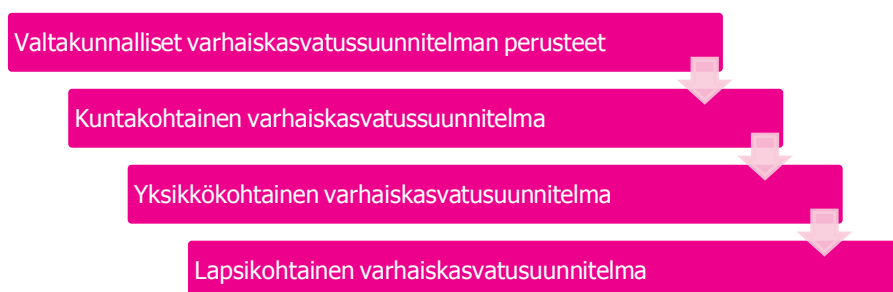 Valtakunnalliset varhaiskasvatussuunnitelman perusteet
Kuntakohtainen varhaiskasvatussuunnitelma
Yksikkökohtainen varhaiskasvatusuunnitelma
Lapsikohtainen varhaiskasvatusuunnitelma